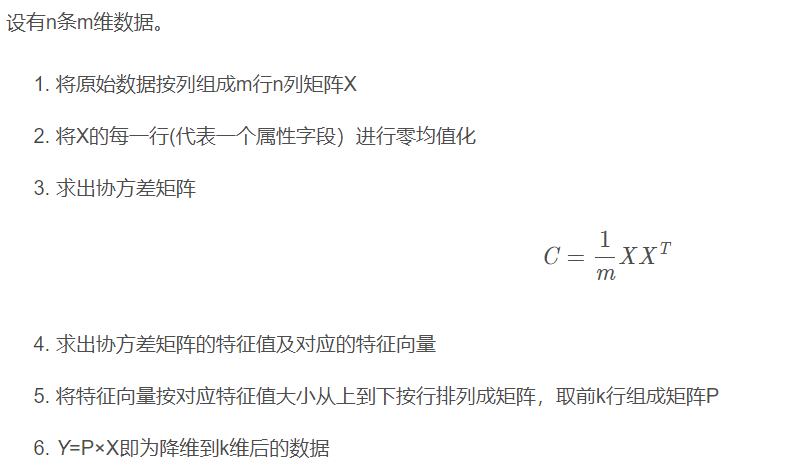 设有n条m维数据。
1. 将原始数据按列组成m行n列矩阵X
2. 将X的每一行(代表一个属性字段）进行零均值化
3. 求出协方差矩阵
C = \frac{1}{m} X X^T
4. 求出协方差矩阵的特征值及对应的特征向量
5. 将特征向量按对应特征值大小从上到下按行排列成矩阵，取前k行组成矩阵P
6. Y=P×X即为降维到k维后的数据